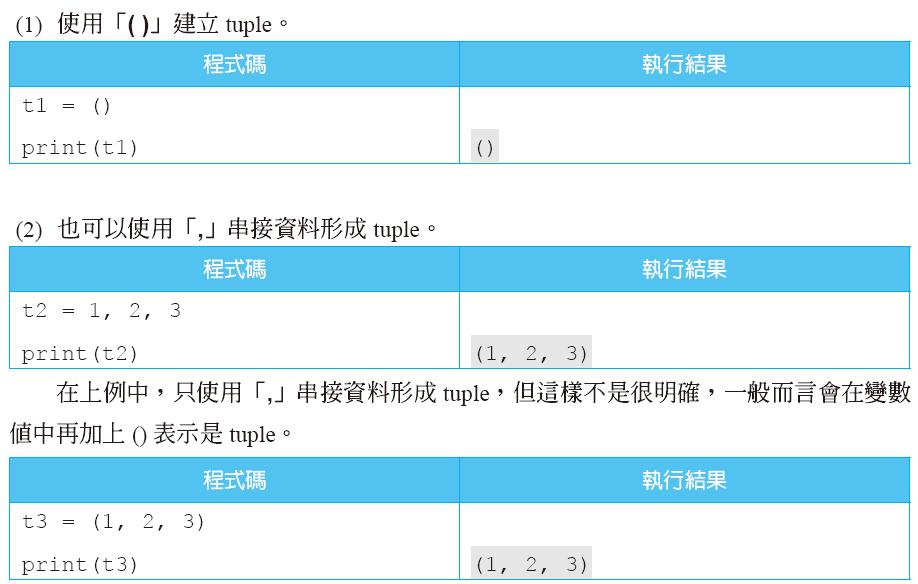 (1) 使用「( )」建立 tuple。
程式碼 執行結果
t1 = ()
print(t1) ()
(2) 也可以使用「,」串接資料形成 tuple。
程式碼 執行結果
t2 = 1, 2, 3
print(t2) (1, 2, 3)
在上例中，只使用「,」串接資料形成 tuple，但這樣不是很明確，一般而言會在變數
值中再加上 () 表示是 tuple。
程式碼 執行結果
t3 = (1, 2, 3)
print(t3) (1, 2, 3)